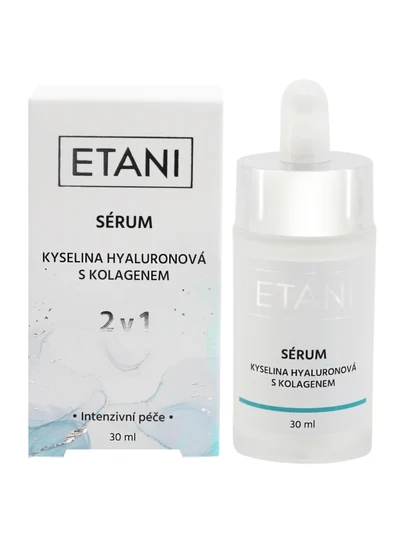 ETANI
SÉRUM
KYSELINA HYALURONOVÁ
S KOLAGENEM
2 v 1
• Intenzivní péče •
30 ml
ETANI
SÉRUM
KYSELINA HYALURONOVÁ
S KOLAGENEM
30 ml